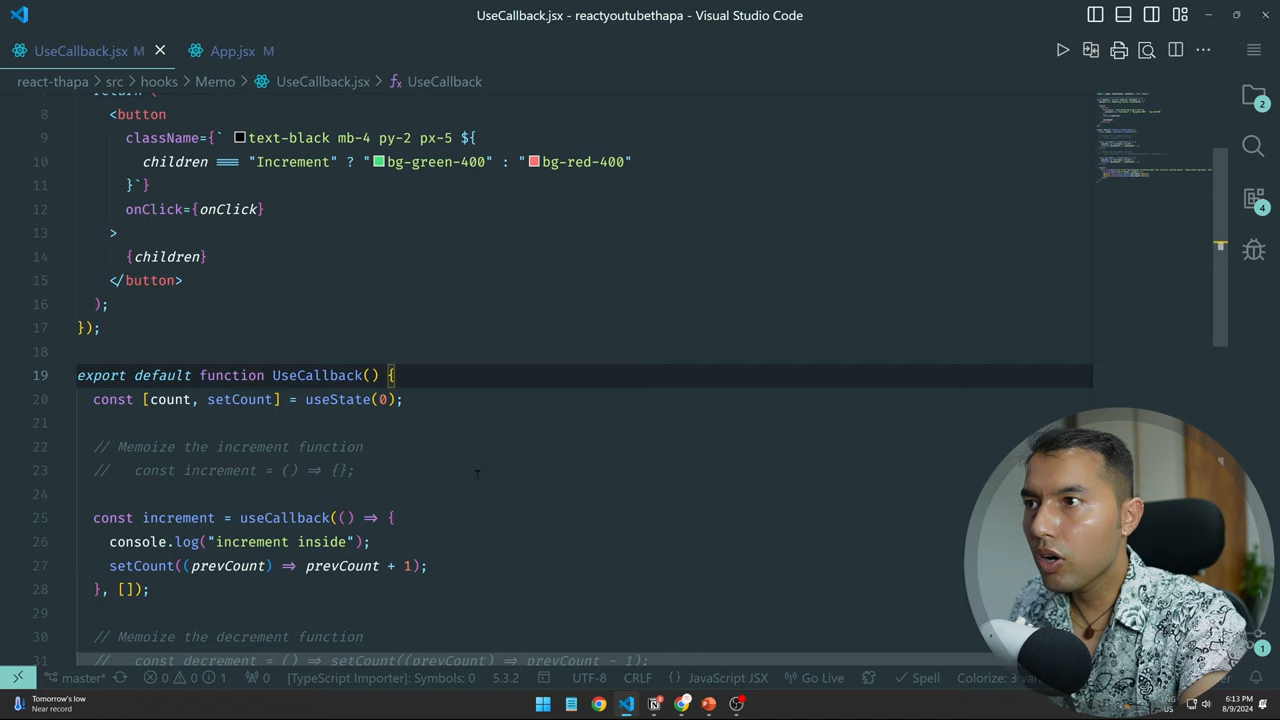 UseCallback.jsx - reactyoutubethapa - Visual Studio Code
UseCallback.jsx M App.jsx M
react-thapa > src > hooks > Memo > UseCallback.jsx > UseCallback
return (
8 <button
9 className={` text-black mb-4 py-2 px-5 ${
10 children === "Increment" ? "bg-green-400" : "bg-red-400"
11 }`}
12 onClick={onClick}
13 >
14 {children}
15 </button>
16 );
17 });
18
19 export default function UseCallback() {
20 const [count, setCount] = useState(0);
21
22 // Memoize the increment function
23 // const increment = () => {};
24
25 const increment = useCallback(() => {
26 console.log("increment inside");
27 setCount((prevCount) => prevCount + 1);
28 }, []);
29
30 // Memoize the decrement function
31 // const decrement = () => setCount((prevCount) => prevCount - 1);
2
4
1
master* 0 0 1 0 [TypeScript Importer]: Symbols: 0 5.3.2 UTF-8 CRLF {} JavaScript JSX Go Live Spell Colorize: 3
Tomorrow's low
Near record
ENG
US
6:13 PM
8/9/2024